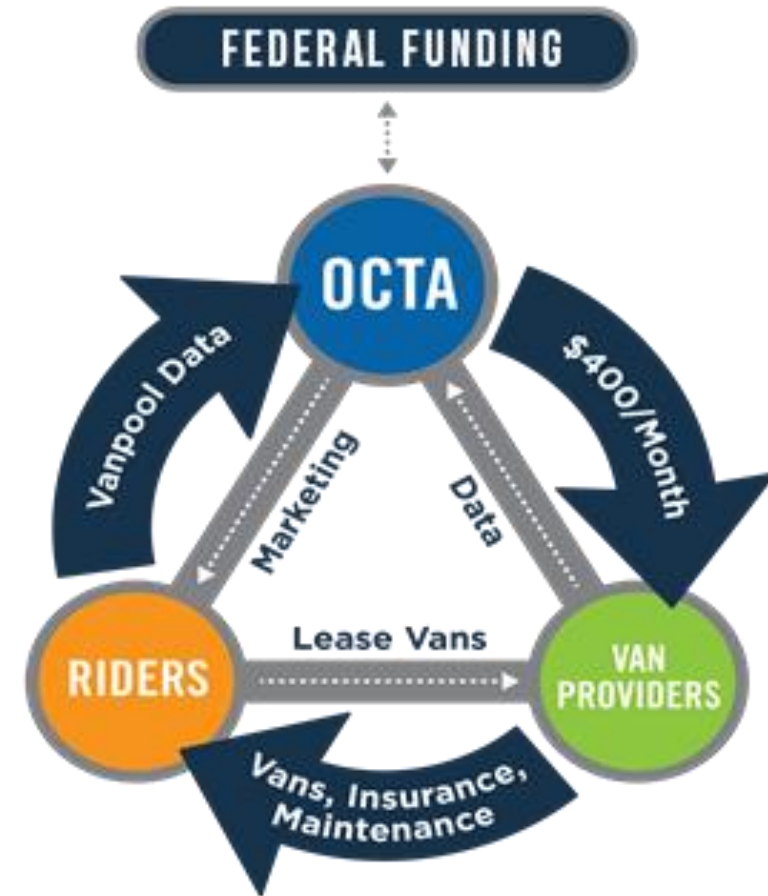 FEDERAL FUNDING
OCTA
Vanpool Data
$400/Month
Marketing
Data
Lease Vans
RIDERS
VAN
PROVIDERS
Vans, Insurance,
Maintenance